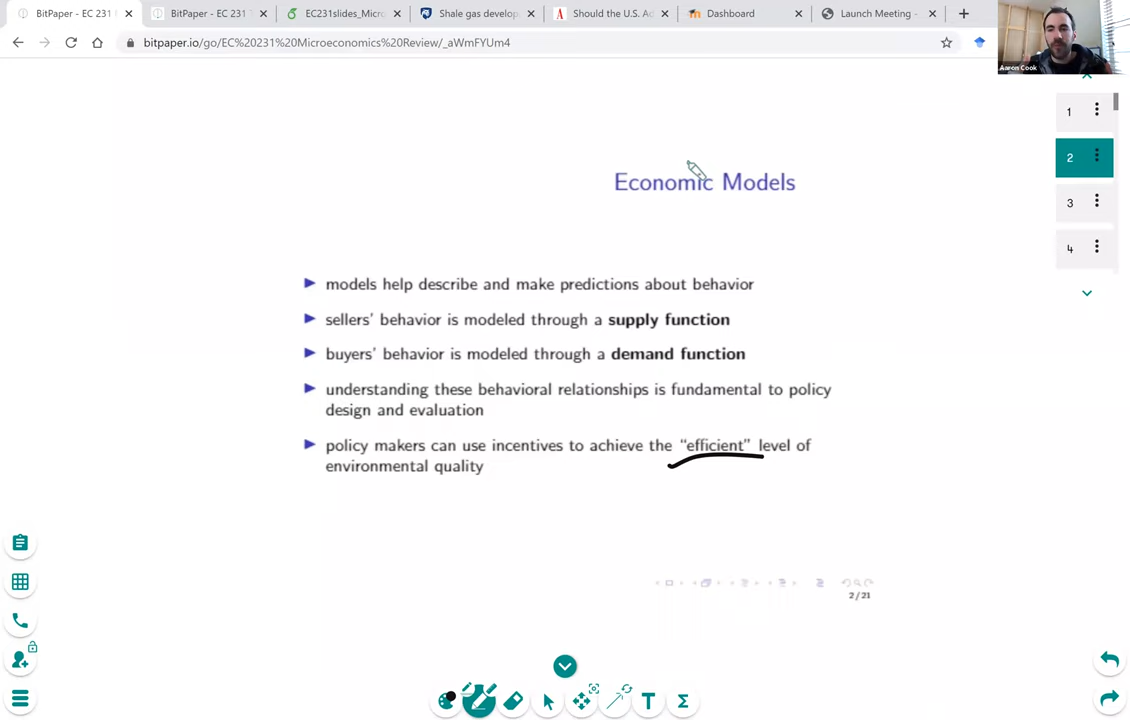 BitPaper - EC 231
BitPaper - EC 231
EC231slides_Micr
Shale gas develop
Should the U.S. A
Dashboard
Launch Meeting -
bitpaper.io/go/EC%20231%20Microeconomics%20Review/_aWmFYUm4
Aaron Cook
1
2
3
4
Economic Models
models help describe and make predictions about behavior
sellers' behavior is modeled through a supply function
buyers' behavior is modeled through a demand function
understanding these behavioral relationships is fundamental to policy
design and evaluation
policy makers can use incentives to achieve the "efficient" level of
environmental quality
2 / 21
T
Σ